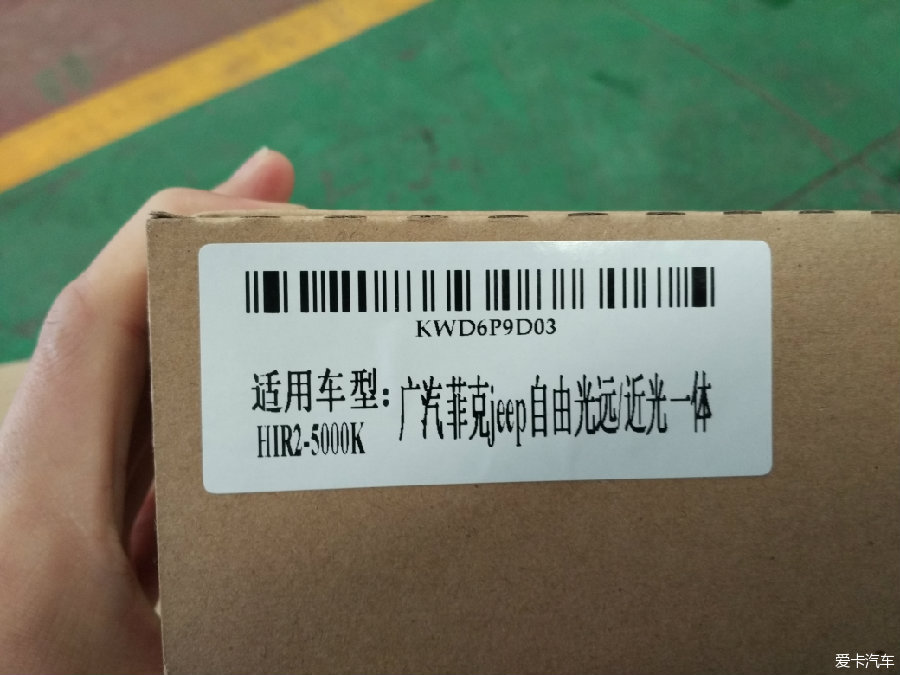 KWD6P9D03
适用车型: 广汽菲克jeep自由光远/近光一体
HIR2-5000K
爱卡汽车